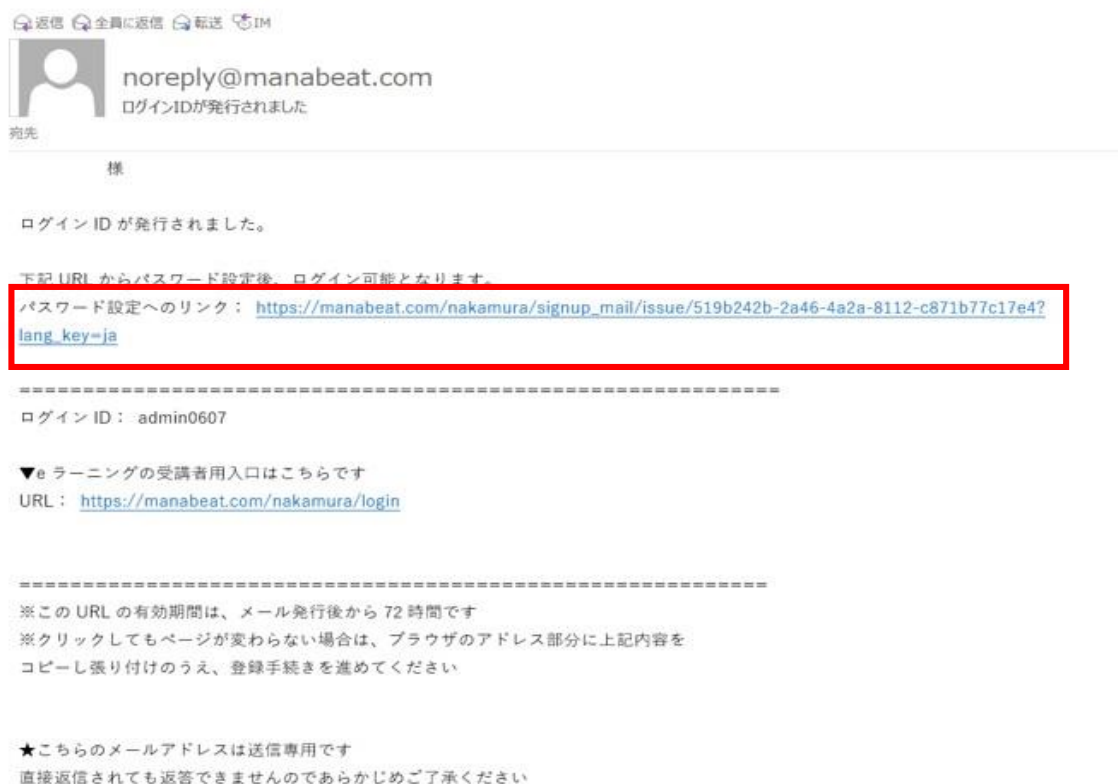 返信 全員に返信 転送 IM
noreply@manabeat.com
ログインIDが発行されました
宛先
様
ログイン ID が発行されました。
下記 URL からパスワード設定後、ログイン可能となります。
パスワード設定へのリンク： https://manabeat.com/nakamura/signup_mail/issue/519b242b-2a46-4a2a-8112-c871b77c17e4?
lang_key=ja
============================================================
ログイン ID： admin0607
▼e ラーニングの受講者用入口はこちらです
URL： https://manabeat.com/nakamura/login
===========================================================
※この URL の有効期間は、メール発行後から 72 時間です
※クリックしてもページが変わらない場合は、ブラウザのアドレス部分に上記内容を
コピーし張り付けのうえ、登録手続きを進めてください
★こちらのメールアドレスは送信専用です
直接返信されても返答できませんのであらかじめご了承ください